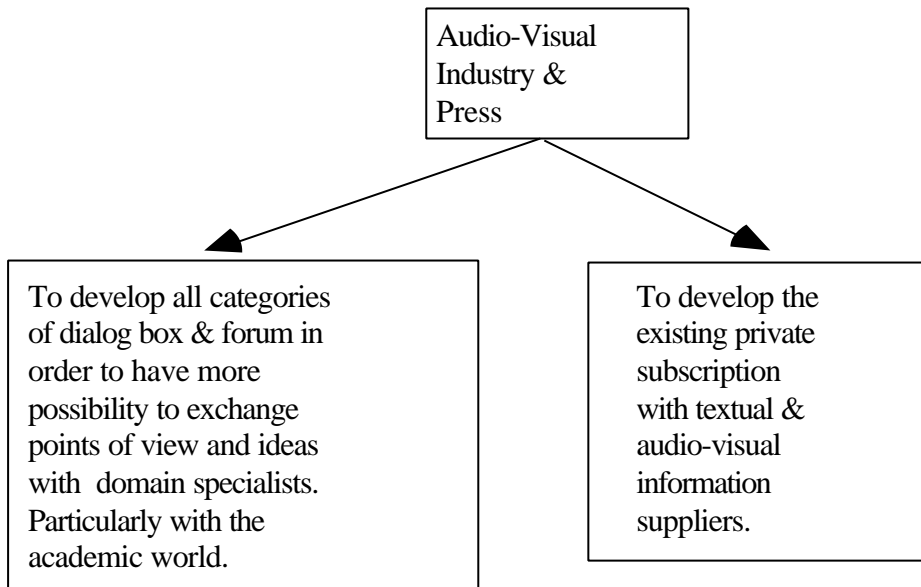 Audio-Visual
Industry &
Press
To develop all categories
of dialog box & forum in
order to have more
possibility to exchange
points of view and ideas
with domain specialists.
Particularly with the
academic world.
To develop the
existing private
subscription
with textual &
audio-visual
information
suppliers.